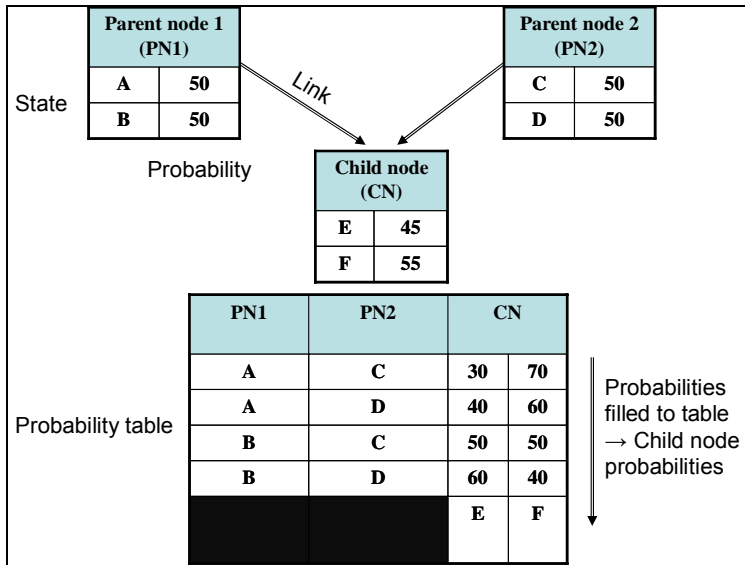 Parent node 1
(PN1)
Parent node 2
(PN2)
State
A 50
B 50
Link
C 50
D 50
Probability
Child node
(CN)
E 45
F 55
PN1 PN2 CN
A C 30 70
A D 40 60
B C 50 50
B D 60 40
E F
Probability table
Probabilities
filled to table
→ Child node
probabilities